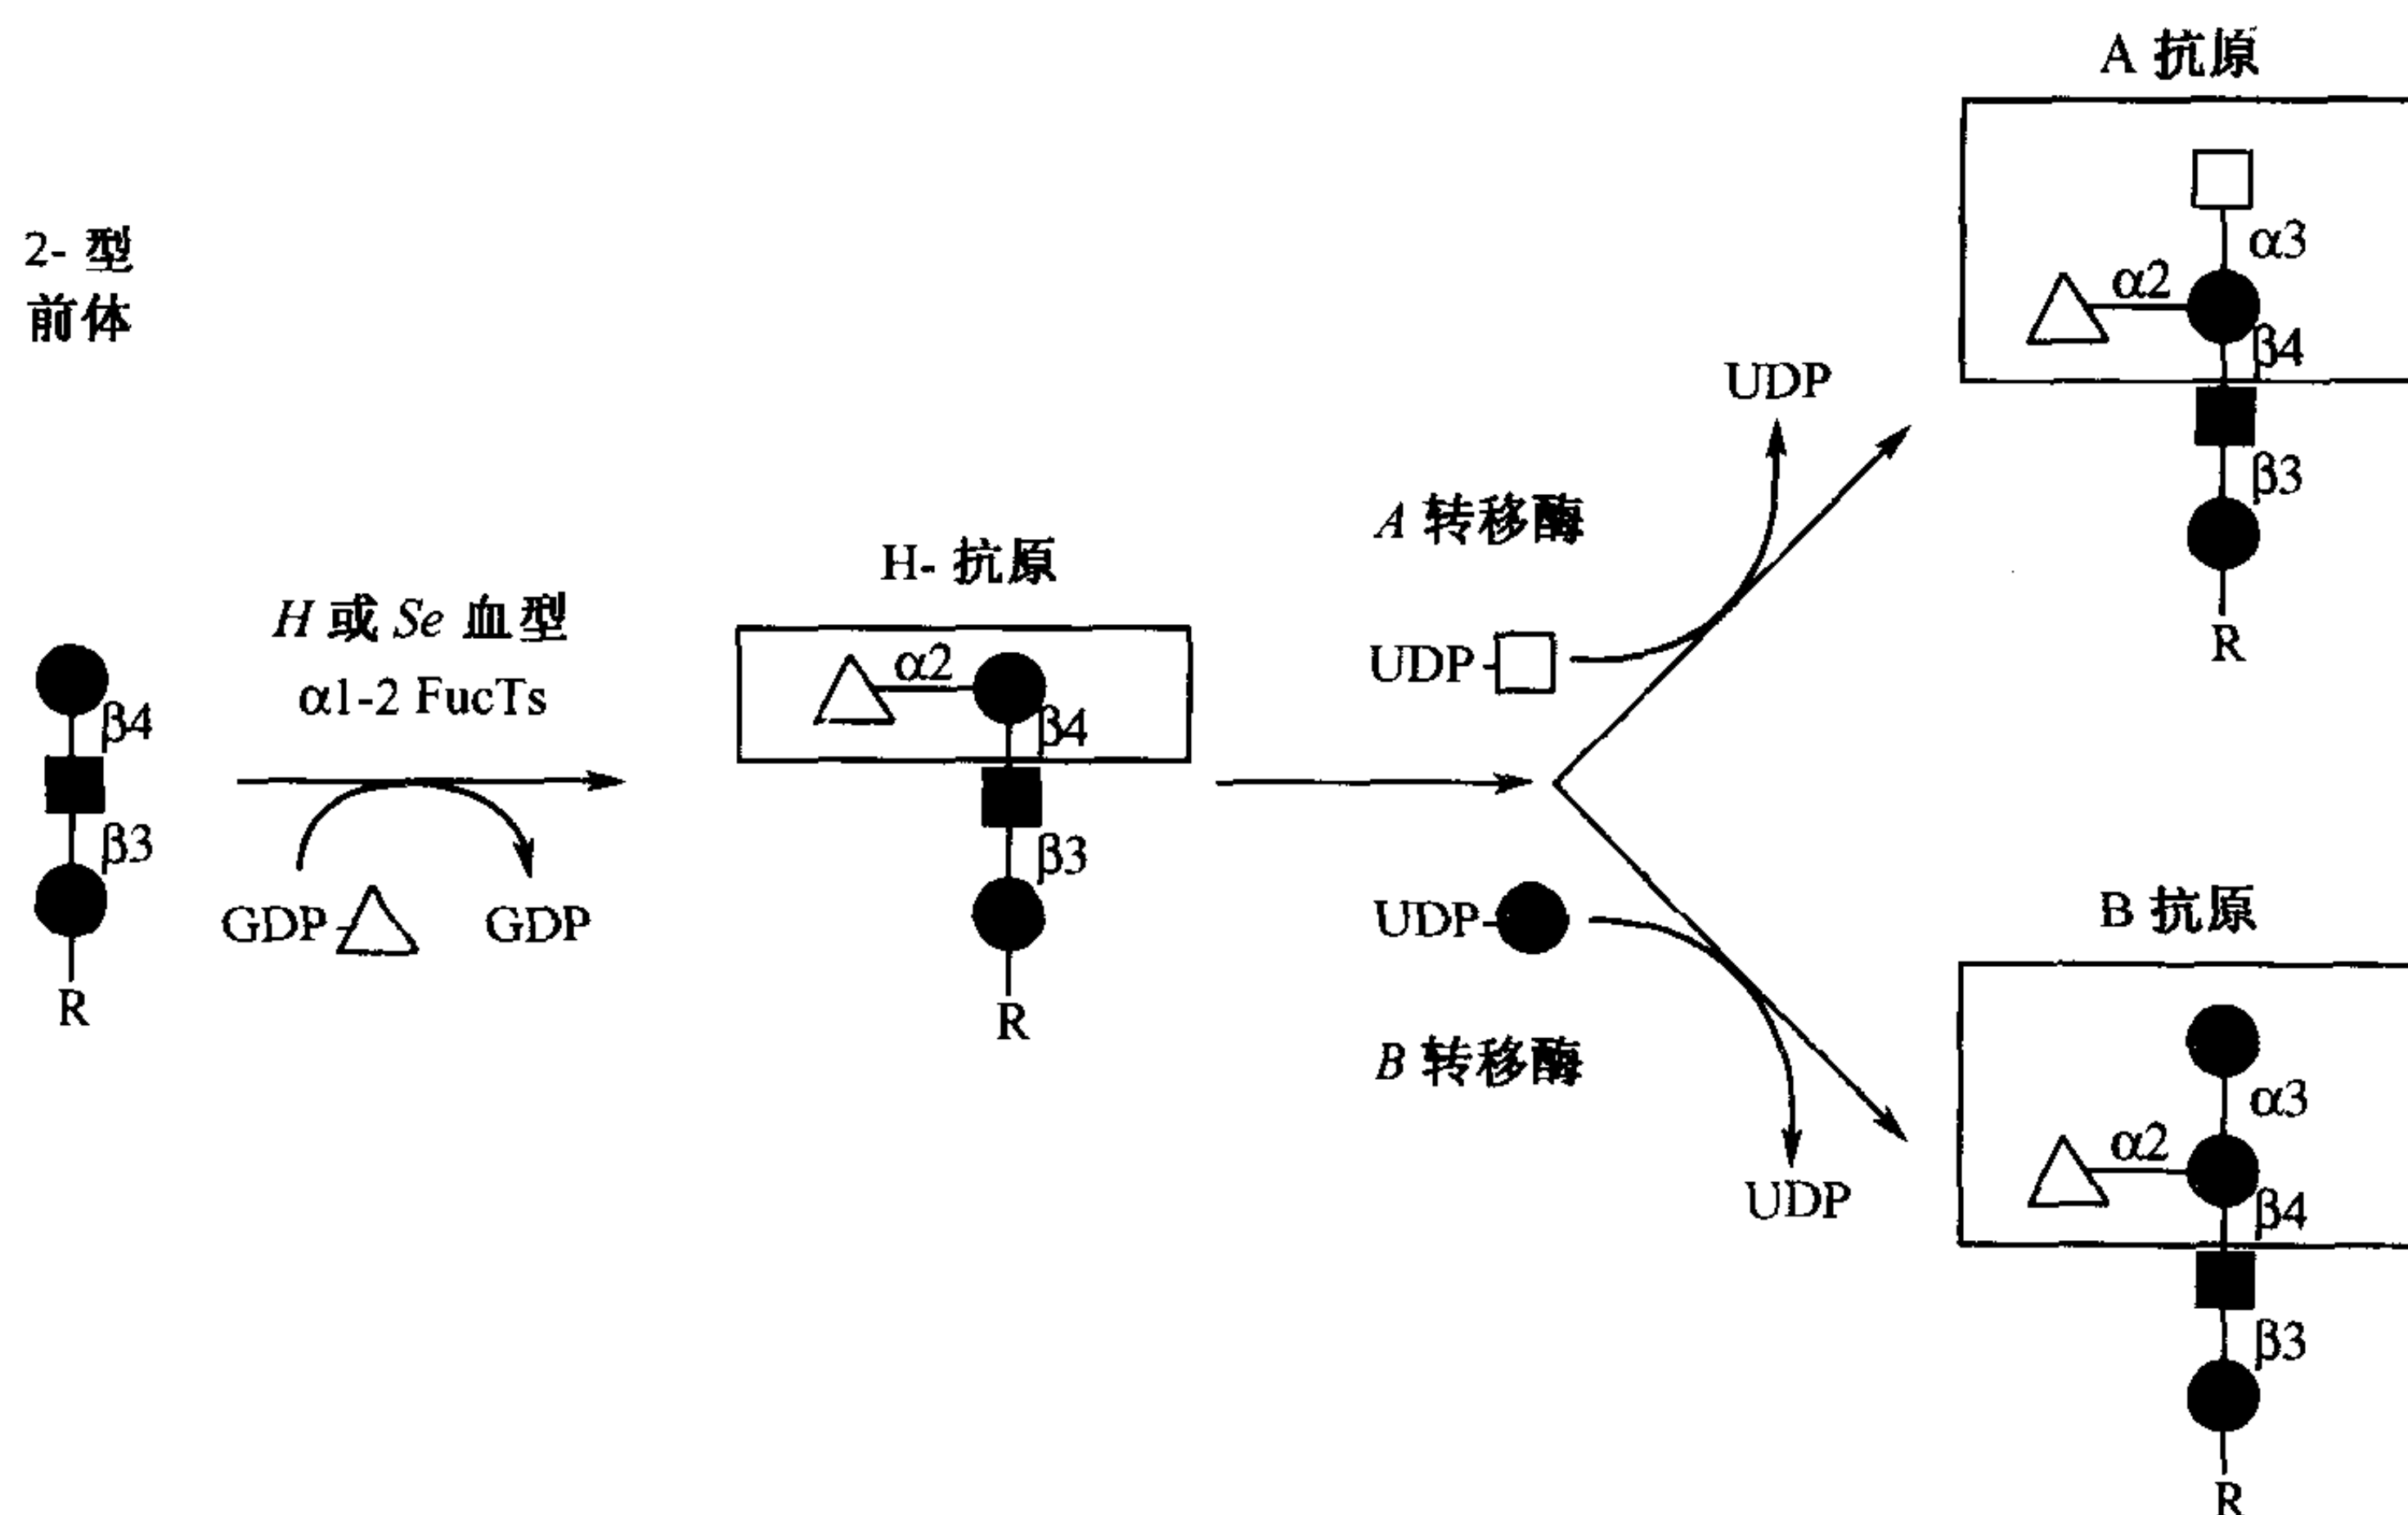 2- 型
前体
β4
β3
R
H 或 Se 血型
α1-2 FucTs
GDP
GDP
H- 抗原
α2
β4
β3
R
A 转移酶
UDP
UDP
UDP
B 转移酶
UDP
A 抗原
α3
α2
β4
β3
R
B 抗原
α3
α2
β4
β3
R